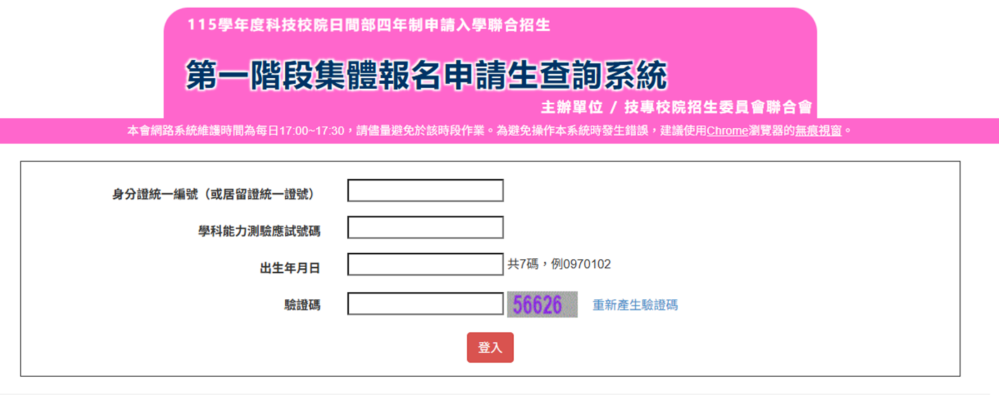 115學年度科技校院日間部四年制申請入學聯合招生
第一階段集體報名申請生查詢系統
主辦單位 / 技專校院招生委員會聯合會
本會網路系統維護時間為每日17:00~17:30，請儘量避免於該時段作業。為避免操作本系統時發生錯誤，建議使用Chrome瀏覽器的無痕視窗。
身分證統一編號（或居留證統一證號）
學科能力測驗應試號碼
出生年月日 共7碼，例0970102
驗證碼 56626 重新產生驗證碼
登入